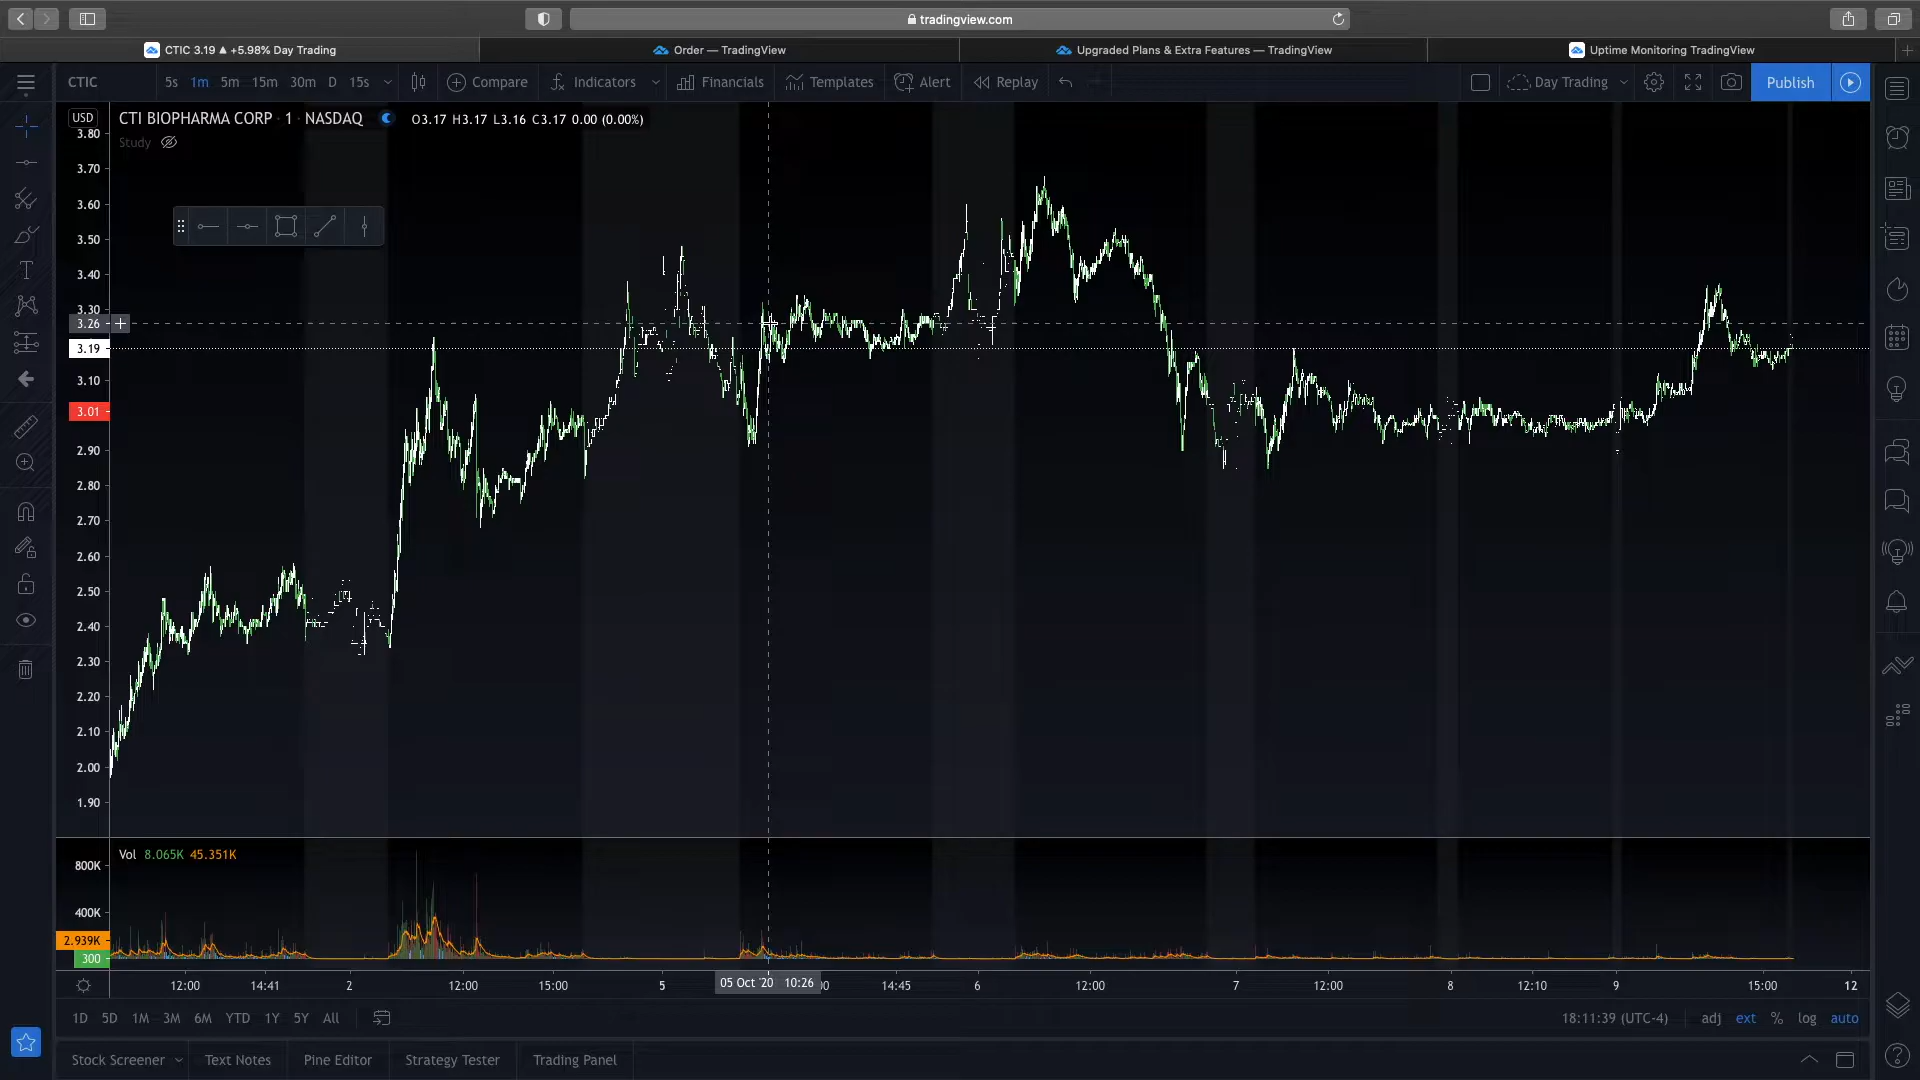 tradingview.com
CTIC 3.19 ▲ +5.98% Day Trading
Order — TradingView
Upgraded Plans & Extra Features — TradingView
Uptime Monitoring TradingView
CTIC 5s 1m 5m 15m 30m D 15s Compare Indicators Financials Templates Alert Replay Day Trading Publish
USD CTI BIOPHARMA CORP · 1 · NASDAQ O3.17 H3.17 L3.16 C3.17 0.00 (0.00%)
Study
3.80
3.70
3.60
3.50
3.40
3.30
3.26
3.19
3.10
3.01
2.90
2.80
2.70
2.60
2.50
2.40
2.30
2.20
2.10
2.00
1.90
Vol 8.065K 45.351K
800K
400K
2.939K
300
12:00 14:41 2 12:00 15:00 5 05 Oct '20 10:26 14:45 6 12:00 7 12:00 8 12:10 9 15:00 12
1D 5D 1M 3M 6M YTD 1Y 5Y All 18:11:39 (UTC-4) adj ext % log auto
Stock Screener Text Notes Pine Editor Strategy Tester Trading Panel